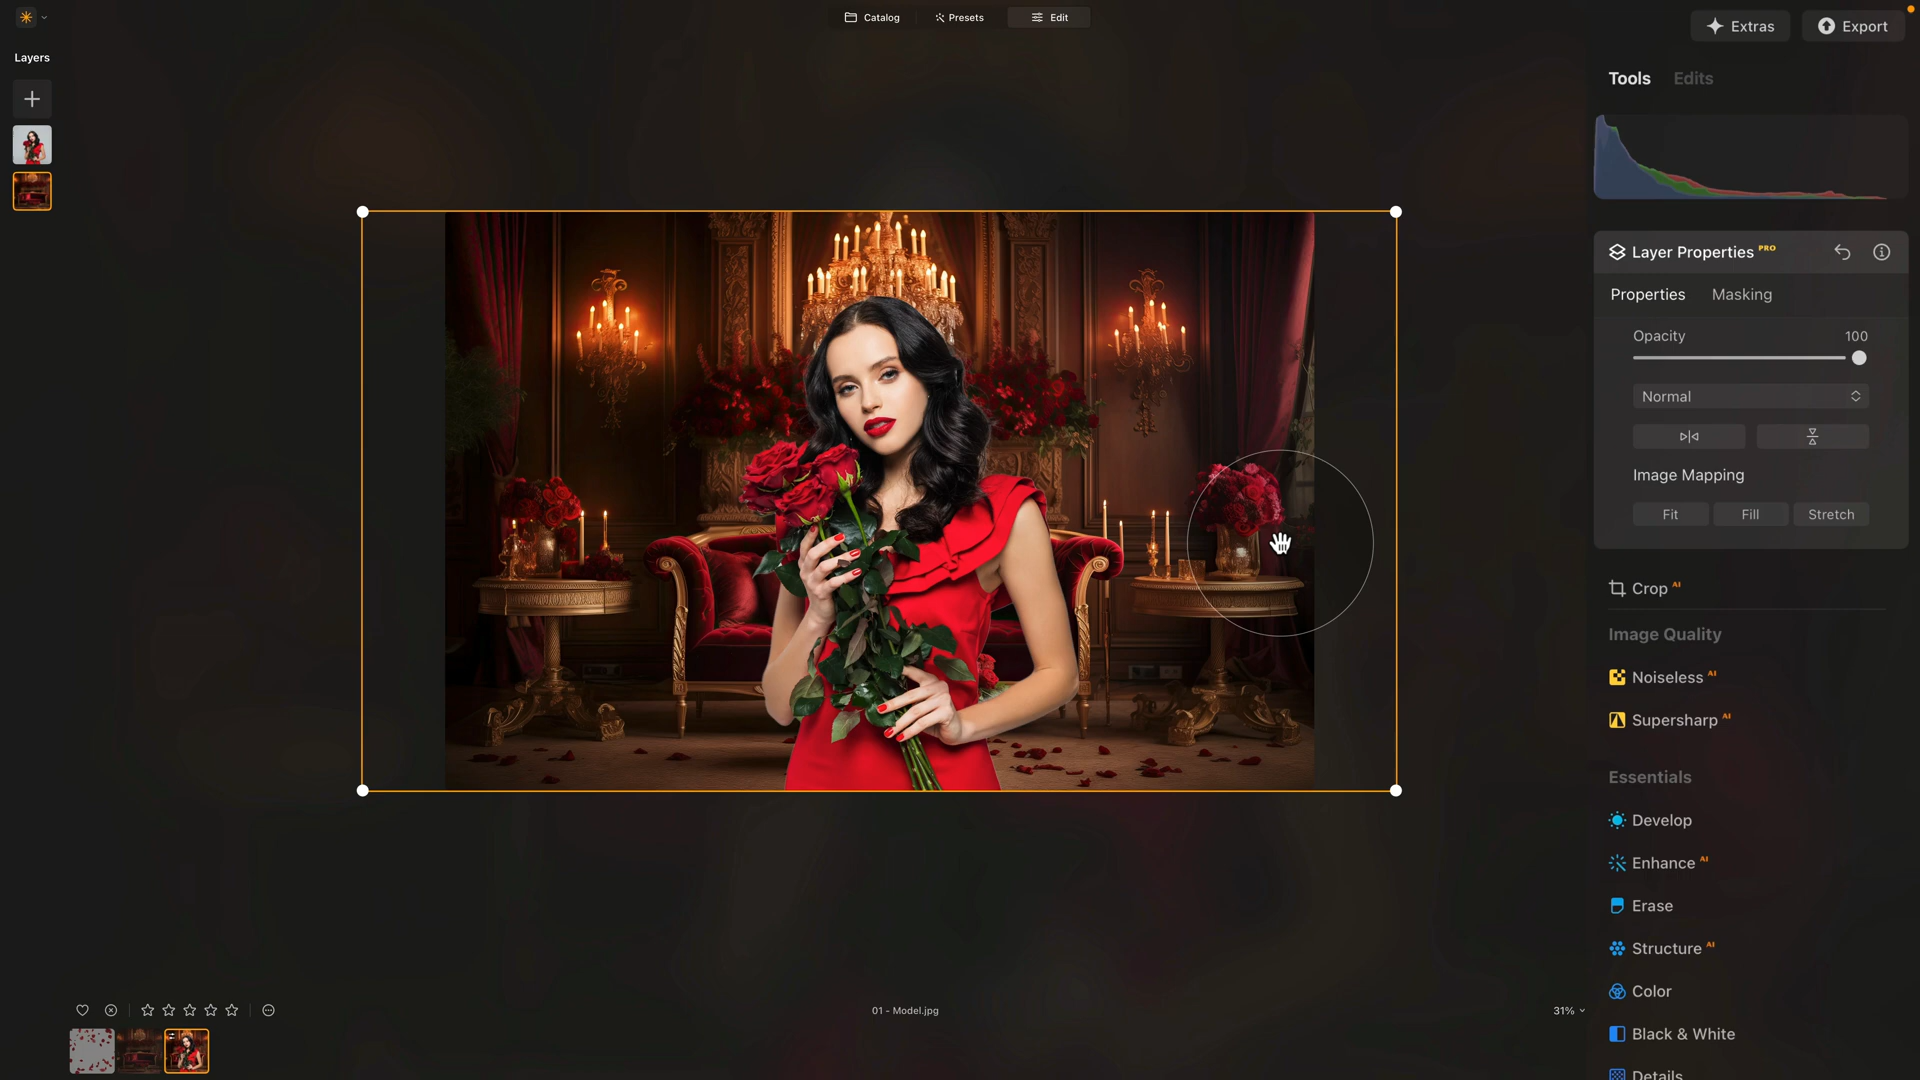 Catalog
Presets
Edit
Extras
Export
Layers
Tools
Edits
Layer Properties PRO
Properties
Masking
Opacity
100
Normal
Image Mapping
Fit
Fill
Stretch
Crop AI
Image Quality
Noiseless AI
Supersharp AI
Essentials
Develop
Enhance AI
Erase
Structure AI
Color
Black & White
Details
01 - Model.jpg
31%